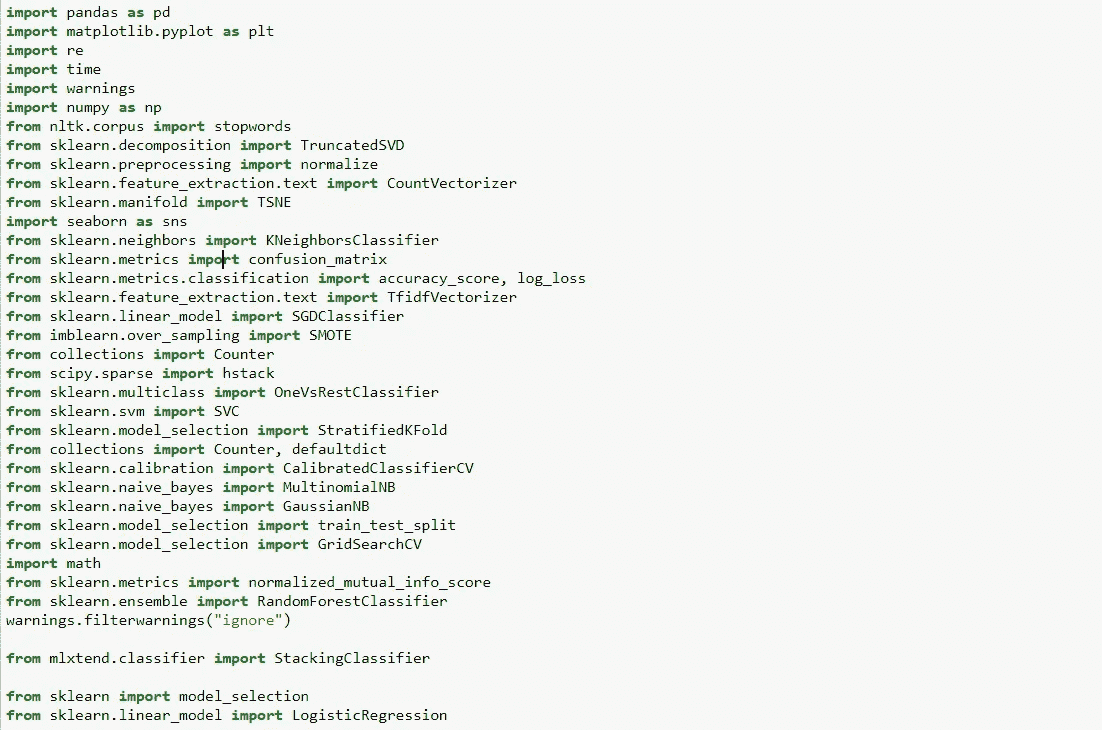 import pandas as pd
import matplotlib.pyplot as plt
import re
import time
import warnings
import numpy as np
from nltk.corpus import stopwords
from sklearn.decomposition import TruncatedSVD
from sklearn.preprocessing import normalize
from sklearn.feature_extraction.text import CountVectorizer
from sklearn.manifold import TSNE
import seaborn as sns
from sklearn.neighbors import KNeighborsClassifier
from sklearn.metrics import confusion_matrix
from sklearn.metrics.classification import accuracy_score, log_loss
from sklearn.feature_extraction.text import TfidfVectorizer
from sklearn.linear_model import SGDClassifier
from imblearn.over_sampling import SMOTE
from collections import Counter
from scipy.sparse import hstack
from sklearn.multiclass import OneVsRestClassifier
from sklearn.svm import SVC
from sklearn.model_selection import StratifiedKFold
from collections import Counter, defaultdict
from sklearn.calibration import CalibratedClassifierCV
from sklearn.naive_bayes import MultinomialNB
from sklearn.naive_bayes import GaussianNB
from sklearn.model_selection import train_test_split
from sklearn.model_selection import GridSearchCV
import math
from sklearn.metrics import normalized_mutual_info_score
from sklearn.ensemble import RandomForestClassifier
warnings.filterwarnings("ignore")
from mlxtend.classifier import StackingClassifier
from sklearn import model_selection
from sklearn.linear_model import LogisticRegression